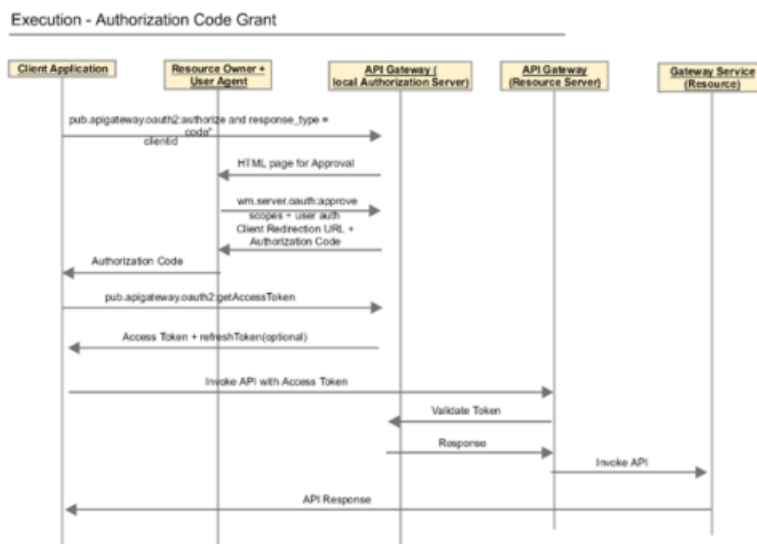 Execution - Authorization Code Grant
Client Application
Resource Owner +
User Agent
API Gateway (
local Authorization Server)
API Gateway
(Resource Server)
Gateway Service
(Resource)
pub.apigateway.oauth2:authorize and response_type =
code"
clientid
HTML page for Approval
wm.server.oauth:approve
scopes + user auth
Client Redirection URL +
Authorization Code
Authorization Code
pub.apigateway.oauth2:getAccessToken
Access Token + refreshToken(optional)
Invoke API with Access Token
Validate Token
Response
Invoke API
API Response